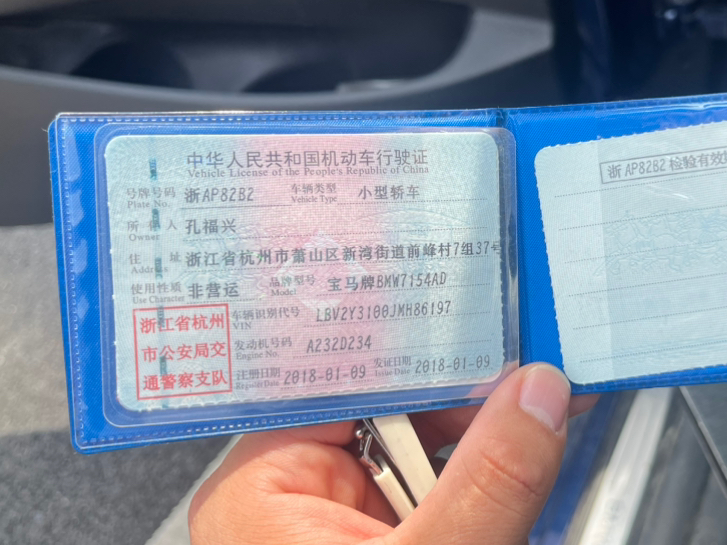 中华人民共和国机动车行驶证
Vehicle License of the People's Republic of China
号牌号码 浙AP82B2 车辆类型 小型轿车
Plate No. Vehicle Type
所有人 孔福兴
Owner
住址 浙江省杭州市萧山区新湾街道前峰村7组37号
Address
使用性质 非营运 品牌型号 宝马牌BMW7154AD
Use Character Model
浙江省杭州
市公安局交
通警察支队
车辆识别代号 LBV2Y3100JMH86197
VIN
发动机号码 A232D234
Engine No.
注册日期 2018-01-09 发证日期 2018-01-09
Register Date Issue Date
浙AP82B2 检验有效